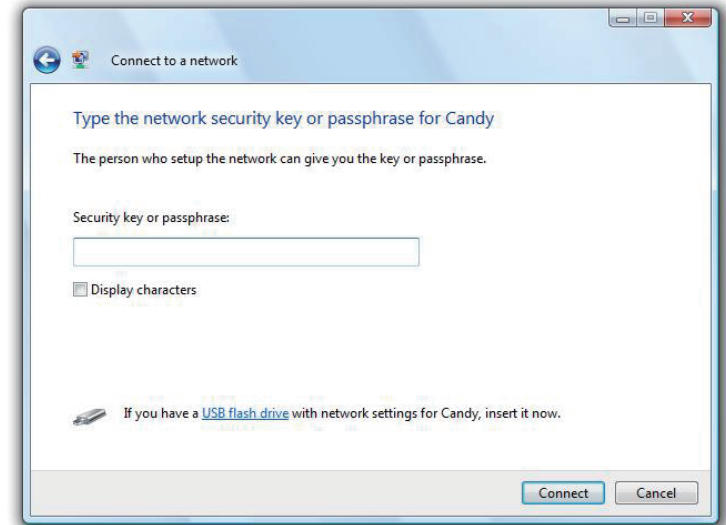 Connect to a network
Type the network security key or passphrase for Candy
The person who setup the network can give you the key or passphrase.
Security key or passphrase:
Display characters
If you have a USB flash drive with network settings for Candy, insert it now.
Connect Cancel